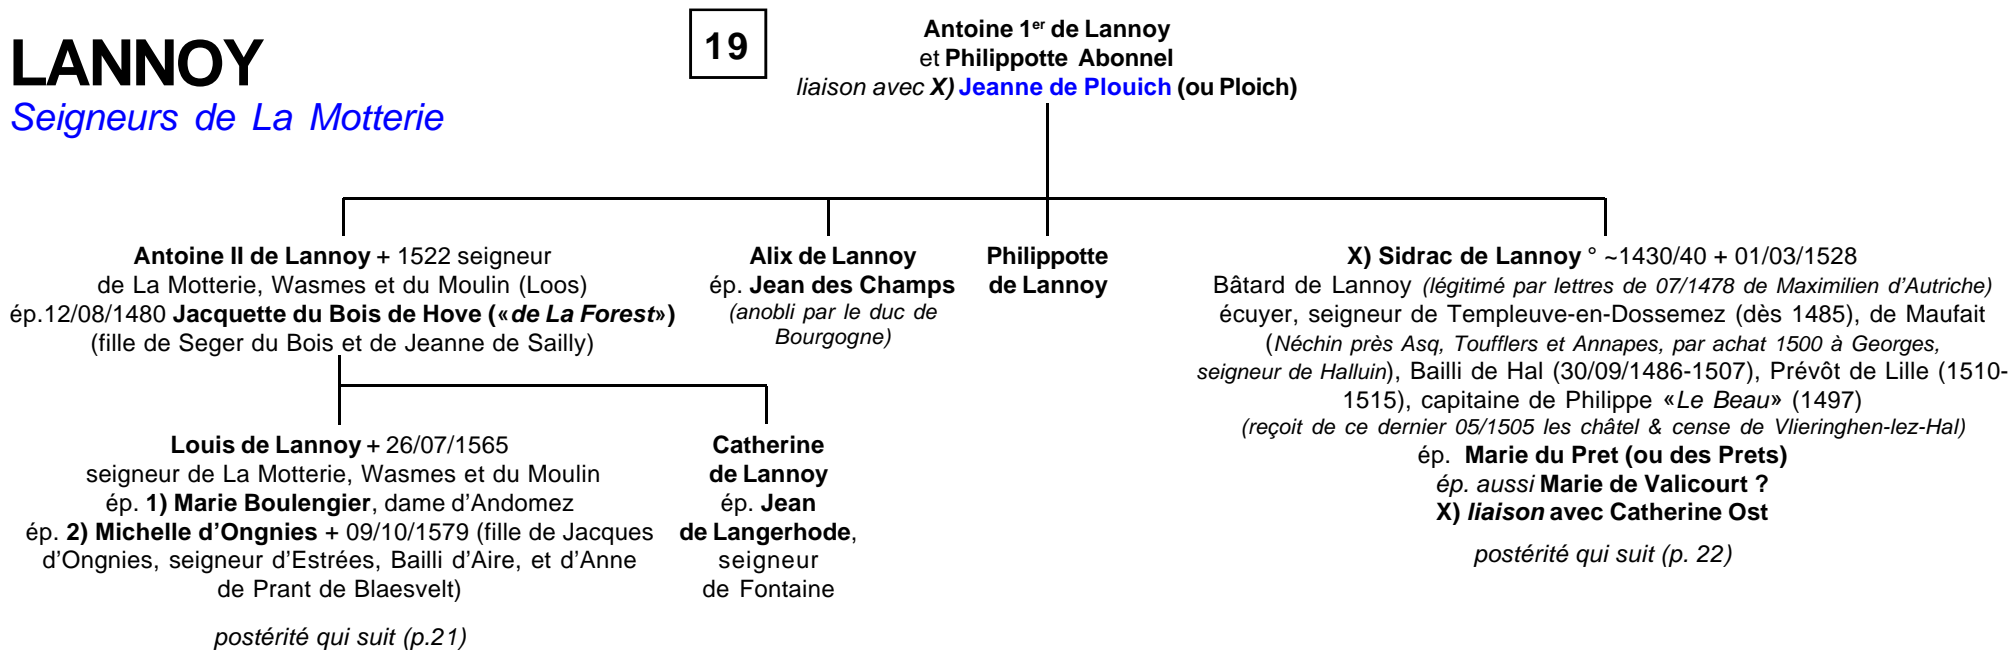 LANNOY
Seigneurs de La Motterie
19
Antoine 1er de Lannoy
et Philippotte Abonnel
liaison avec X) Jeanne de Plouich (ou Ploich)
Antoine II de Lannoy + 1522 seigneur
de La Motterie, Wasmes et du Moulin (Loos)
ép.12/08/1480 Jacquette du Bois de Hove («de La Forest»)
(fille de Seger du Bois et de Jeanne de Sailly)
Alix de Lannoy
ép. Jean des Champs
(anobli par le duc de
Bourgogne)
Philippotte
de Lannoy
X) Sidrac de Lannoy ° ~1430/40 + 01/03/1528
Bâtard de Lannoy (légitimé par lettres de 07/1478 de Maximilien d’Autriche)
écuyer, seigneur de Templeuve-en-Dossemez (dès 1485), de Maufait
(Néchin près Asq, Toufflers et Annapes, par achat 1500 à Georges,
seigneur de Halluin), Bailli de Hal (30/09/1486-1507), Prévôt de Lille (1510-
1515), capitaine de Philippe «Le Beau» (1497)
(reçoit de ce dernier 05/1505 les châtel & cense de Vlieringhen-lez-Hal)
ép. Marie du Pret (ou des Prets)
ép. aussi Marie de Valicourt ?
X) liaison avec Catherine Ost
postérité qui suit (p. 22)
Louis de Lannoy + 26/07/1565
seigneur de La Motterie, Wasmes et du Moulin
ép. 1) Marie Boulengier, dame d’Andomez
ép. 2) Michelle d’Ongnies + 09/10/1579 (fille de Jacques
d’Ongnies, seigneur d’Estrées, Bailli d’Aire, et d’Anne
de Prant de Blaesvelt)
postérité qui suit (p.21)
Catherine
de Lannoy
ép. Jean
de Langerhode,
seigneur
de Fontaine